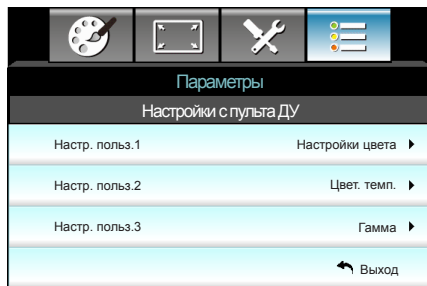 Параметры
Настройки с пульта ДУ
Настр. польз.1 Настройки цвета
Настр. польз.2 Цвет. темп.
Настр. польз.3 Гамма
Выход